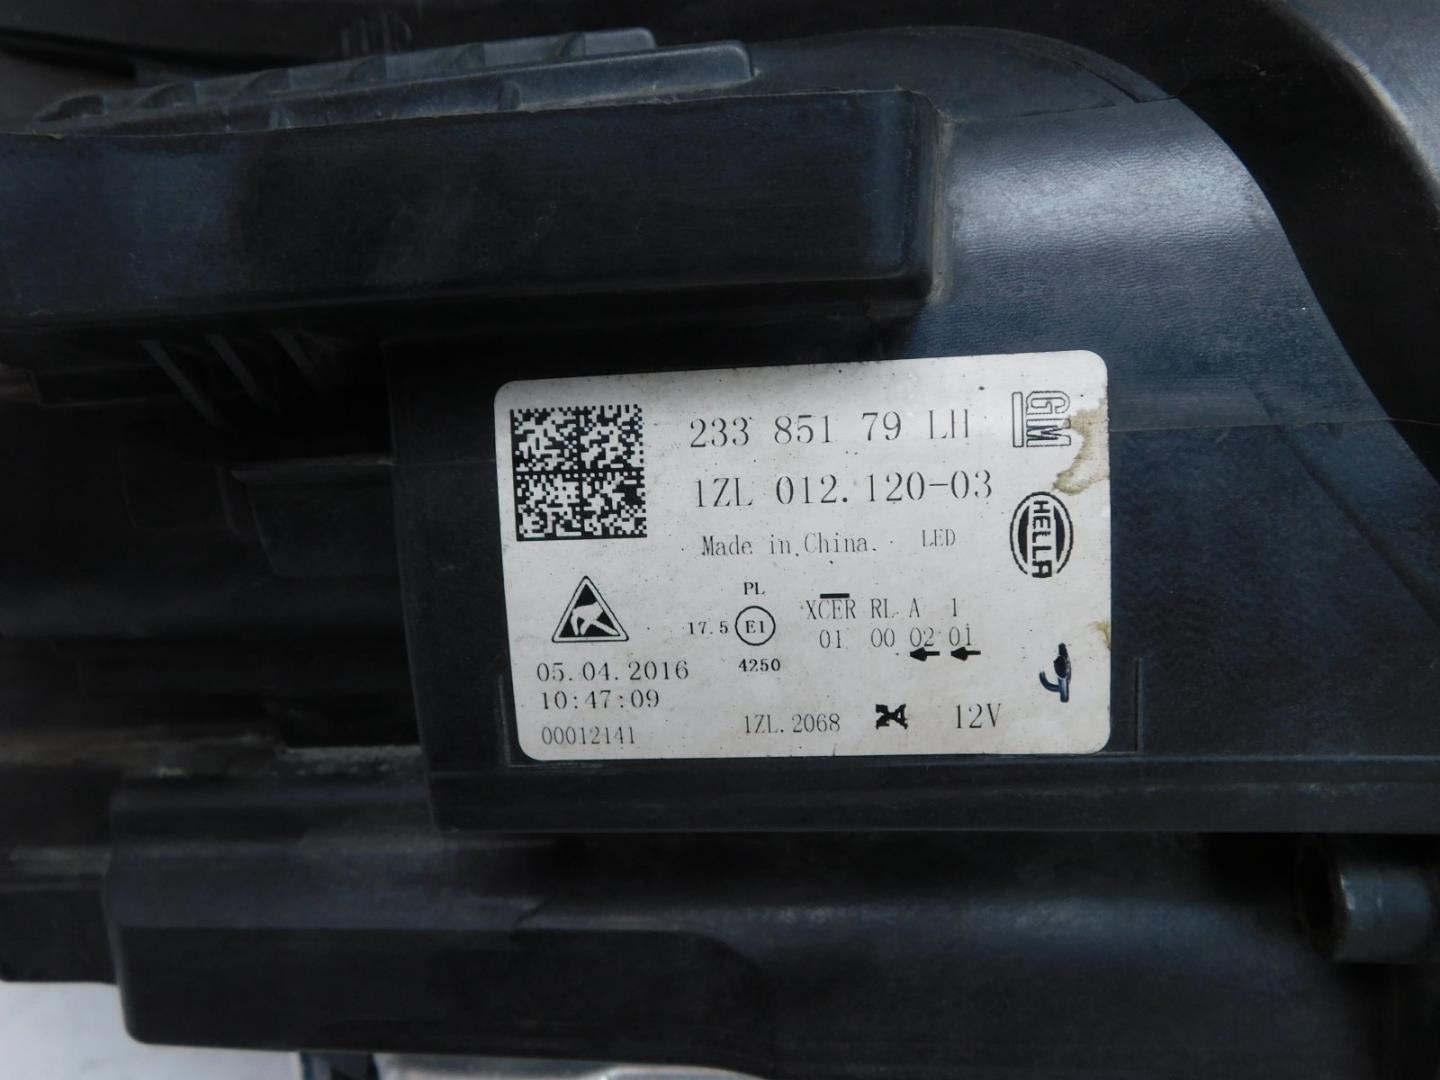 233 851 79 LH
GM
1ZL 012.120-03
HELLA
Made in China. LED
PL
17.5 E1
4250
XCER RL A 1
01 00 02 01
05.04.2016
10:47:09
00012141
1ZL.2068
12V